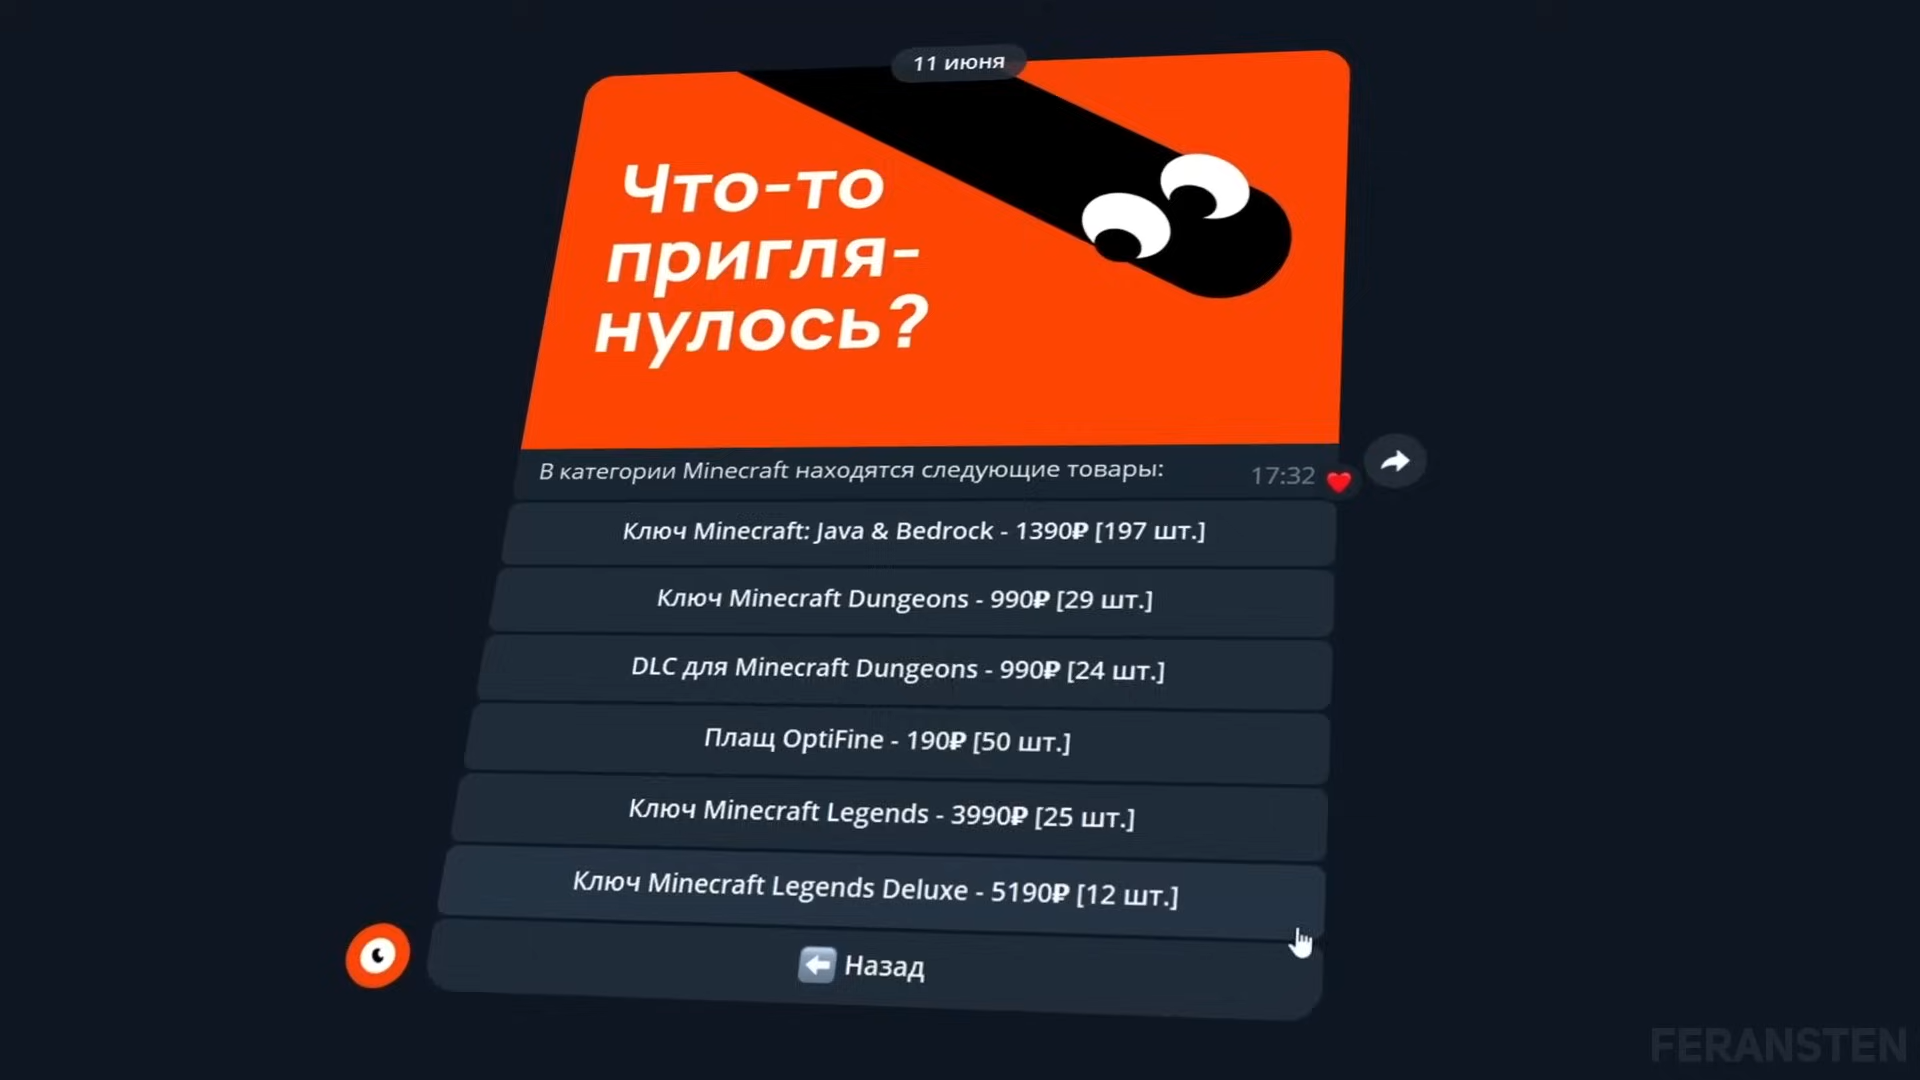 11 июня
Что-то
пригля-
нулось?
В категории Minecraft находятся следующие товары:
17:32
Ключ Minecraft: Java & Bedrock - 1390₽ [197 шт.]
Ключ Minecraft Dungeons - 990₽ [29 шт.]
DLC для Minecraft Dungeons - 990₽ [24 шт.]
Плащ OptiFine - 190₽ [50 шт.]
Ключ Minecraft Legends - 3990₽ [25 шт.]
Ключ Minecraft Legends Deluxe - 5190₽ [12 шт.]
Назад
FERANSTEN